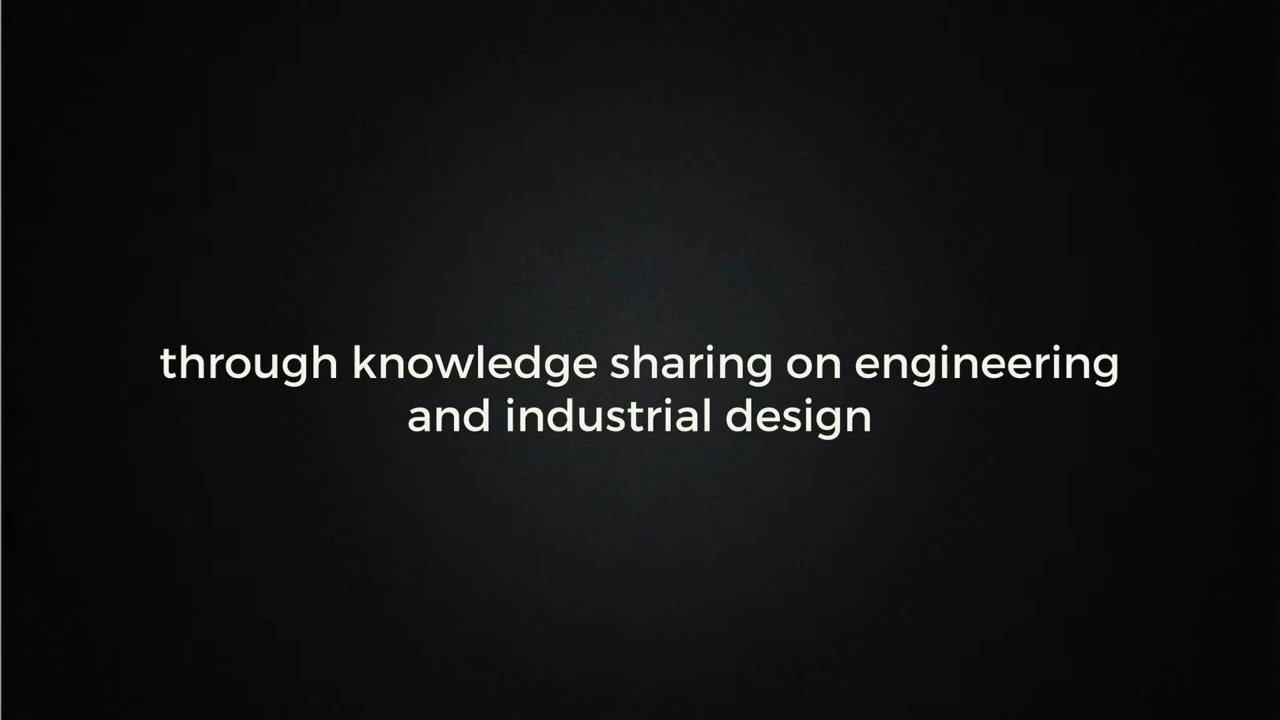 through knowledge sharing on engineering
and industrial design